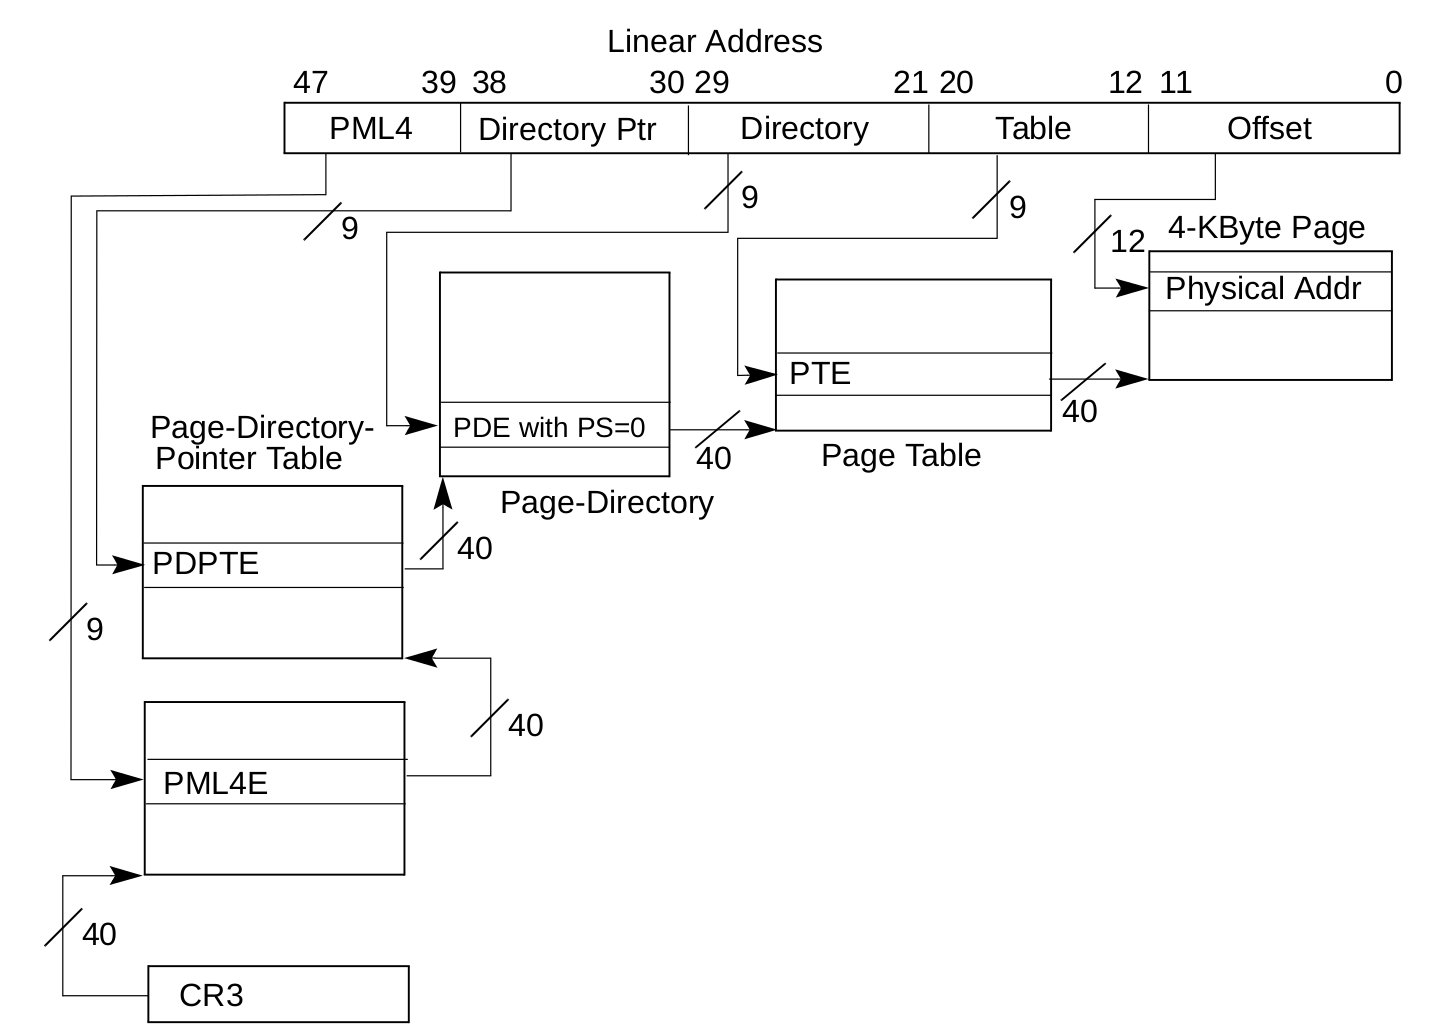 Linear Address
47 39 38 30 29 21 20 12 11 0
PML4 Directory Ptr Directory Table Offset
9
9
9
12
4-KByte Page
Physical Addr
PTE
40
Page Table
PDE with PS=0
40
Page-Directory
Page-Directory-
Pointer Table
PDPTE
40
9
PML4E
40
40
CR3